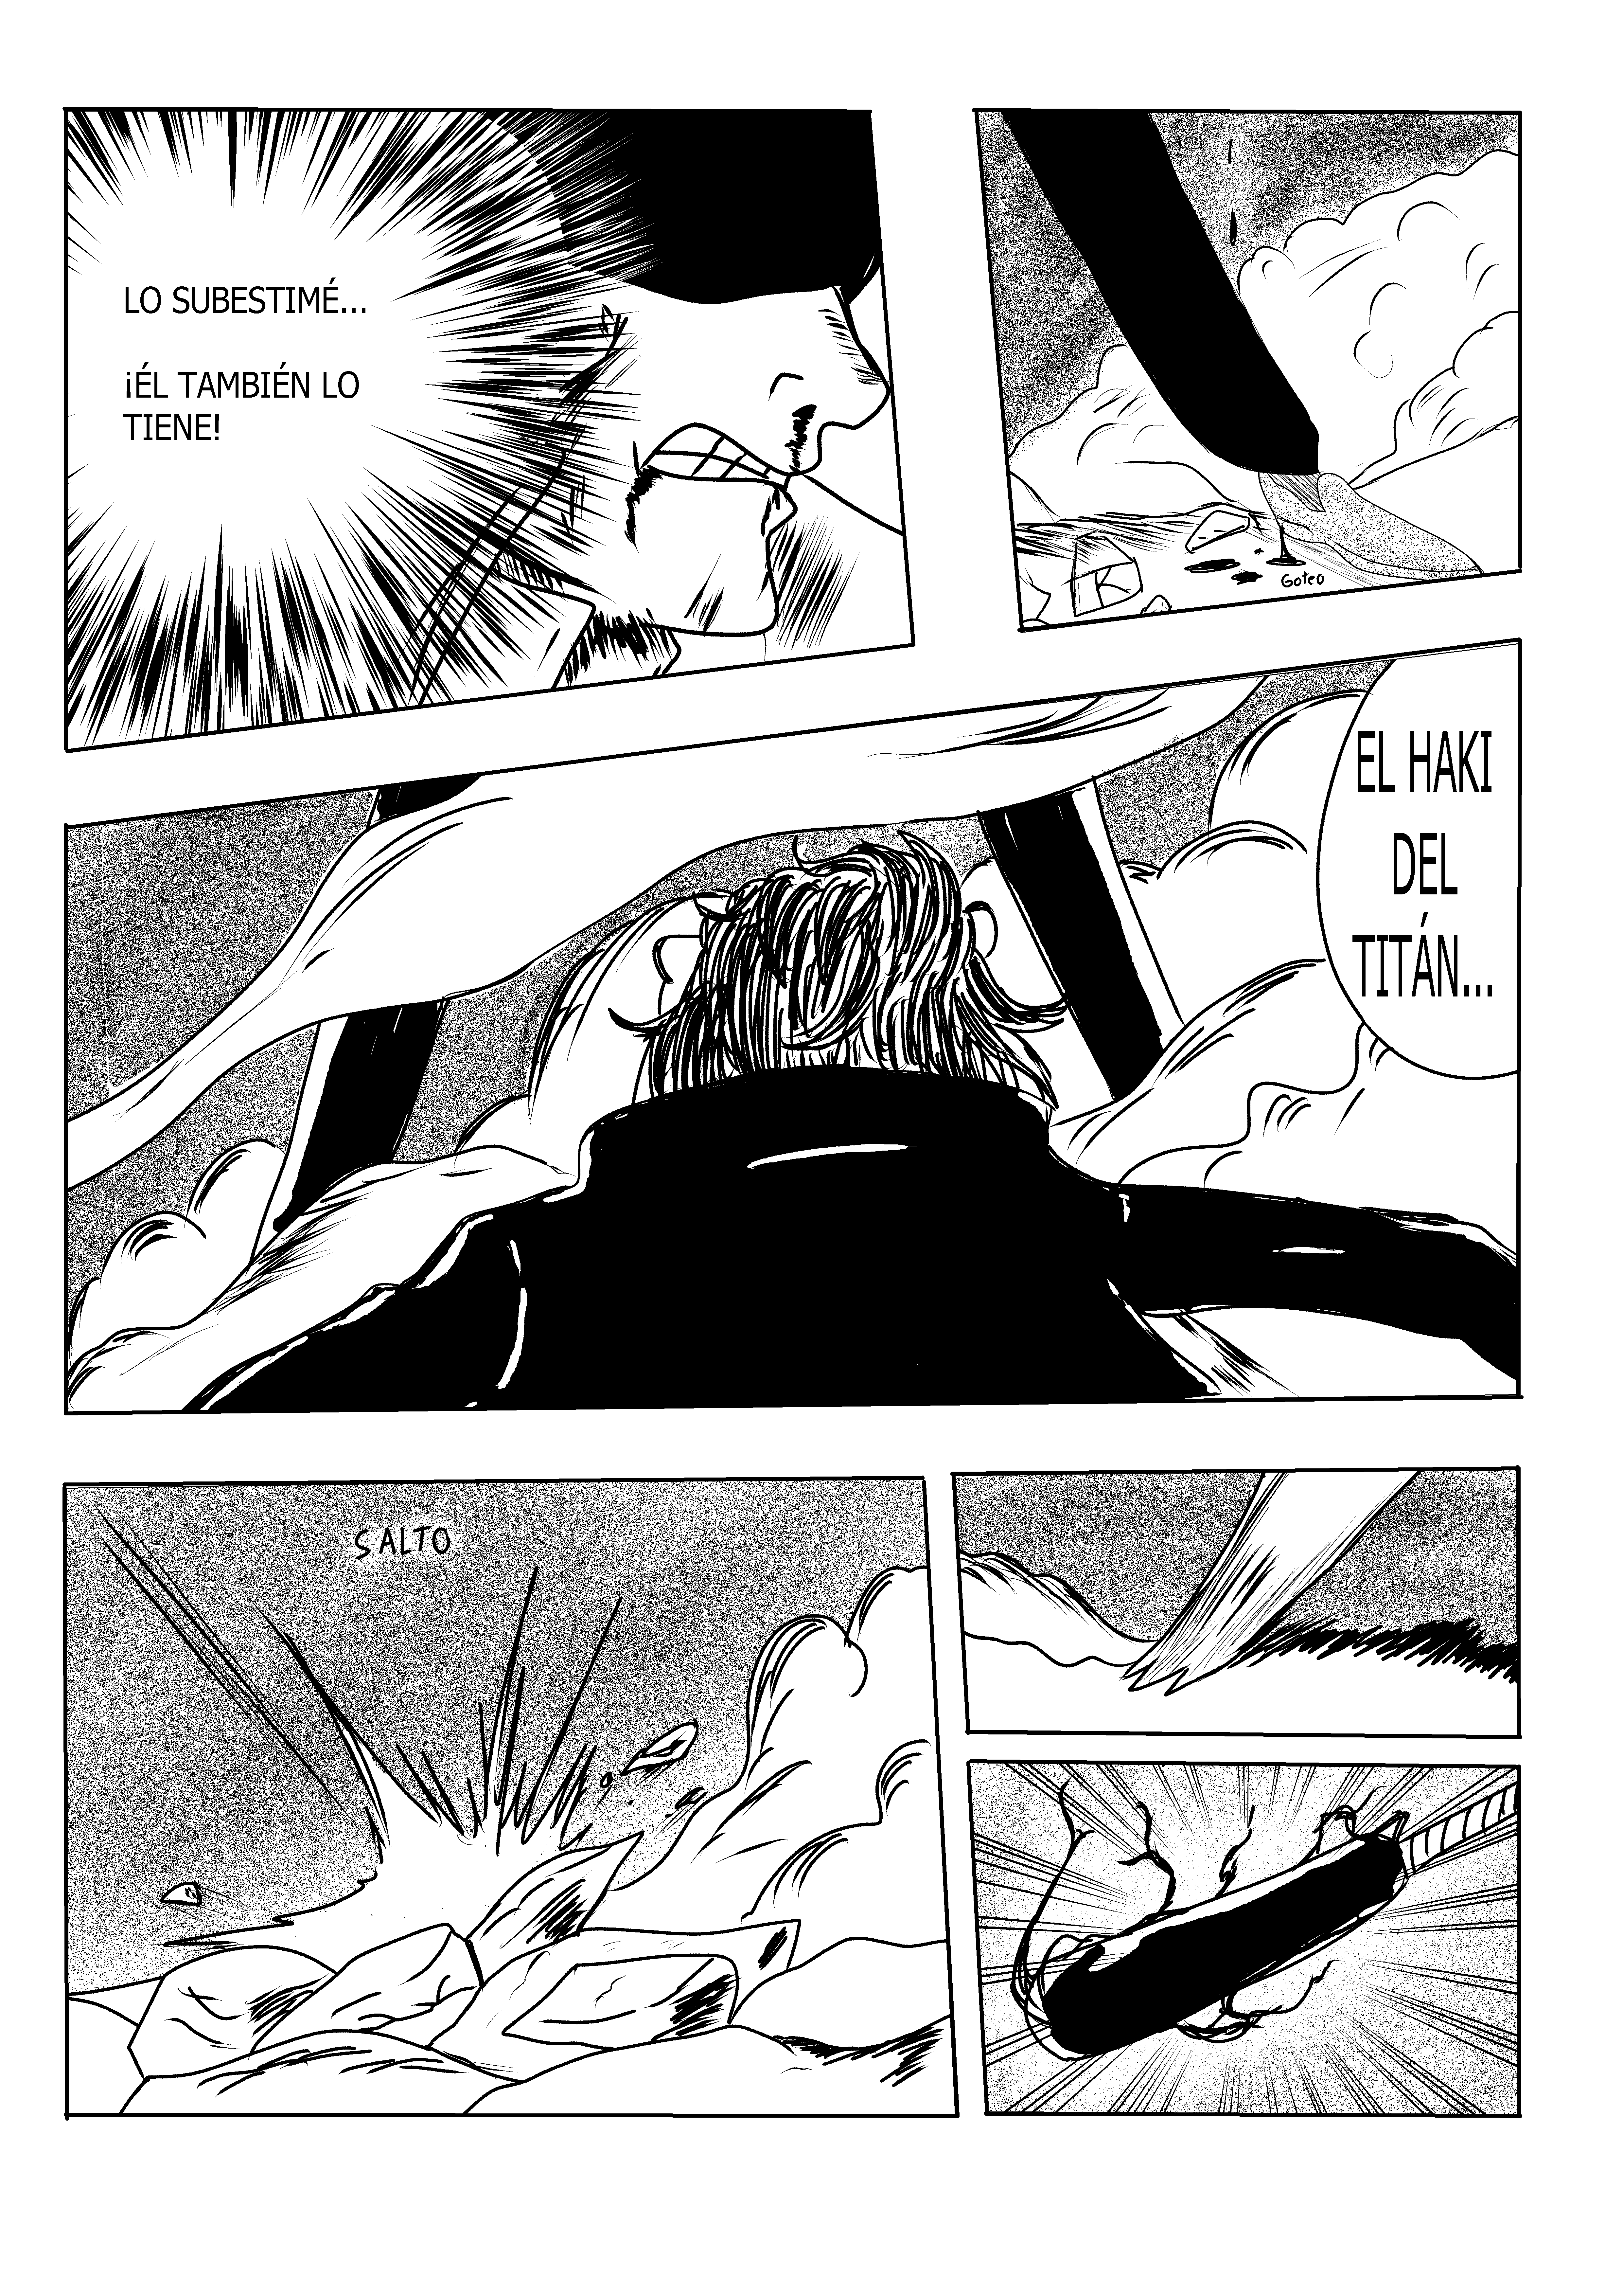 LO SUBESTIMÉ...
¡ÉL TAMBIÉN LO
TIENE!
Goteo
EL HAKI
DEL
TITÁN...
SALTO